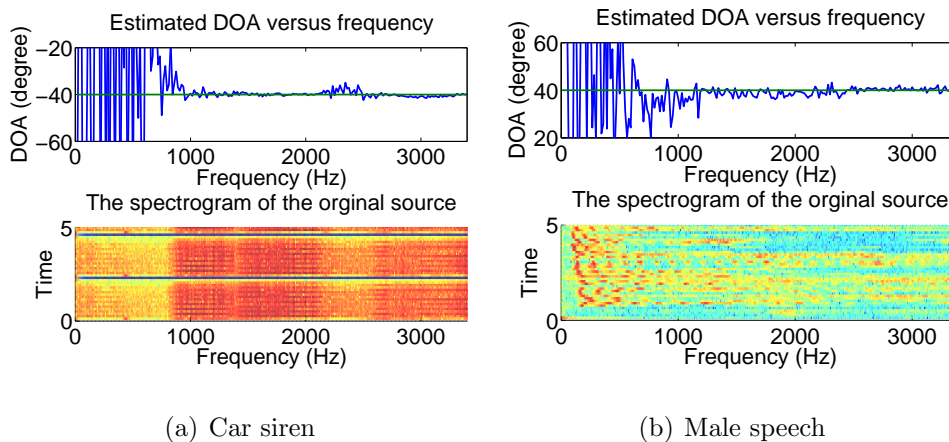 Estimated DOA versus frequency
−20
−40
−60
DOA (degree)
0 1000 2000 3000
Frequency (Hz)
The spectrogram of the orginal source
5
0
Time
0 1000 2000 3000
Frequency (Hz)
(a) Car siren
Estimated DOA versus frequency
60
40
20
DOA (degree)
0 1000 2000 3000
Frequency (Hz)
The spectrogram of the orginal source
5
0
Time
0 1000 2000 3000
Frequency (Hz)
(b) Male speech